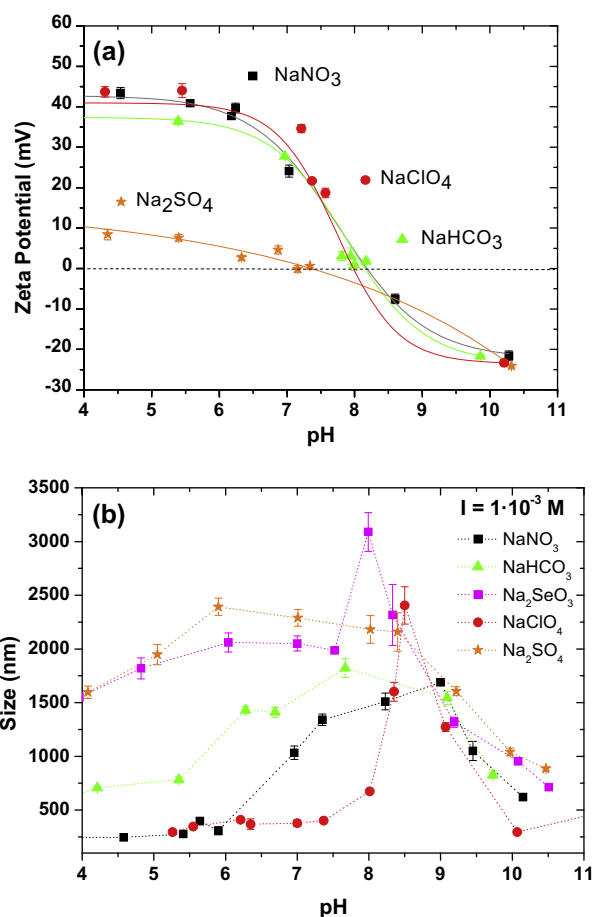 (a)
NaNO₃
NaClO₄
Na₂SO₄
NaHCO₃
Zeta Potential (mV)
60
50
40
30
20
10
0
-10
-20
-30
4 5 6 7 8 9 10 11
pH
(b)
I = 1·10⁻³ M
NaNO₃
NaHCO₃
Na₂SeO₃
NaClO₄
Na₂SO₄
Size (nm)
3500
3000
2500
2000
1500
1000
500
4 5 6 7 8 9 10 11
pH